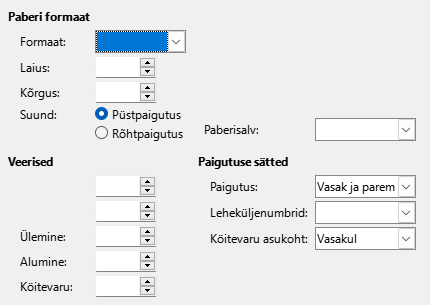 Paberi formaat
Formaat:
Laius:
Kõrgus:
Suund: Püstpaigutus
Rõhtpaigutus
Paberisalv:
Veerised
Ülemine:
Alumine:
Köitevaru:
Paigutuse sätted
Paigutus: Vasak ja parem
Leheküljenumbrid:
Köitevaru asukoht: Vasakul